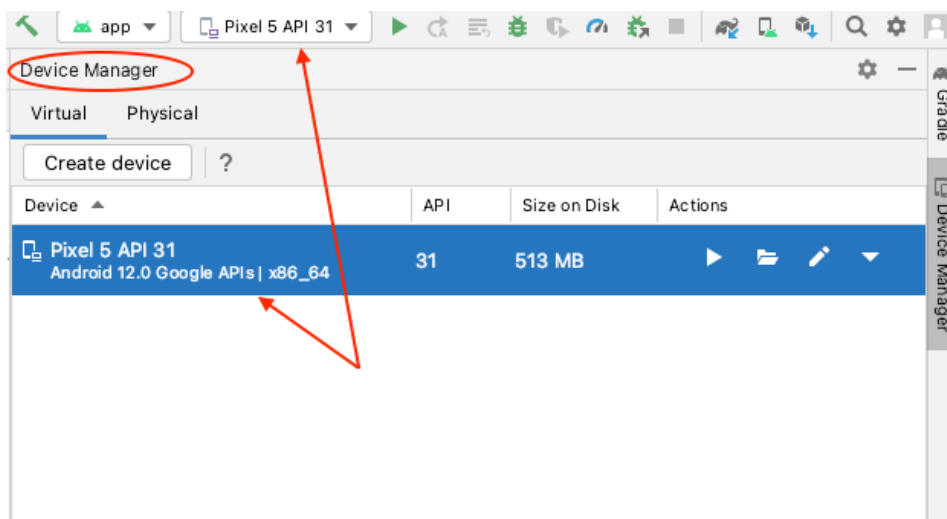 app Pixel 5 API 31
Device Manager
Virtual Physical
Create device ?
Device API Size on Disk Actions
Pixel 5 API 31 31 513 MB
Android 12.0 Google APIs | x86_64
Gradle
Device Manager